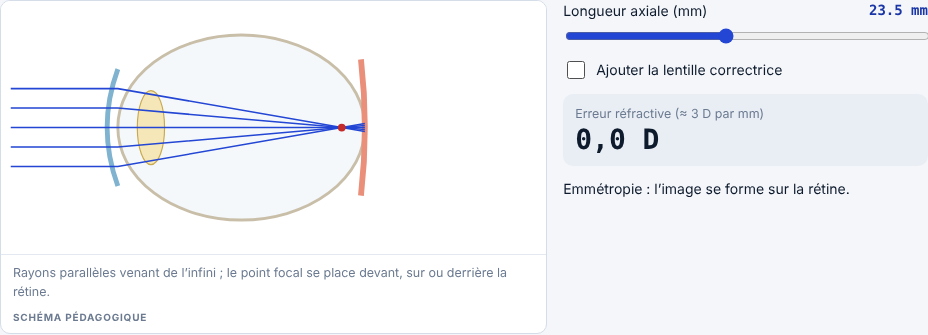 Longueur axiale (mm)
23.5 mm
Ajouter la lentille correctrice
Erreur réfractive (≈ 3 D par mm)
0,0 D
Emmétropie : l’image se forme sur la rétine.
Rayons parallèles venant de l’infini ; le point focal se place devant, sur ou derrière la
rétine.
SCHÉMA PÉDAGOGIQUE